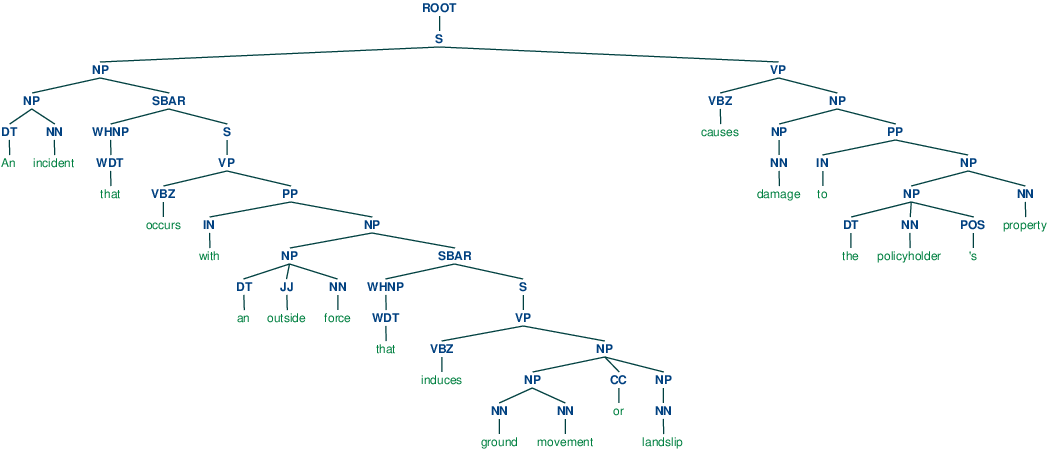 ROOT
S
NP VP
NP SBAR VBZ NP
DT NN WHNP S causes NP PP
An incident WDT VP NN IN NP
that VBZ PP damage to NP NN
occurs IN NP DT NN POS property
with NP SBAR the policyholder 's
DT JJ NN WHNP S
an outside force WDT VP
that VBZ NP
induces NP CC NP
NN NN or NN
ground movement landslip